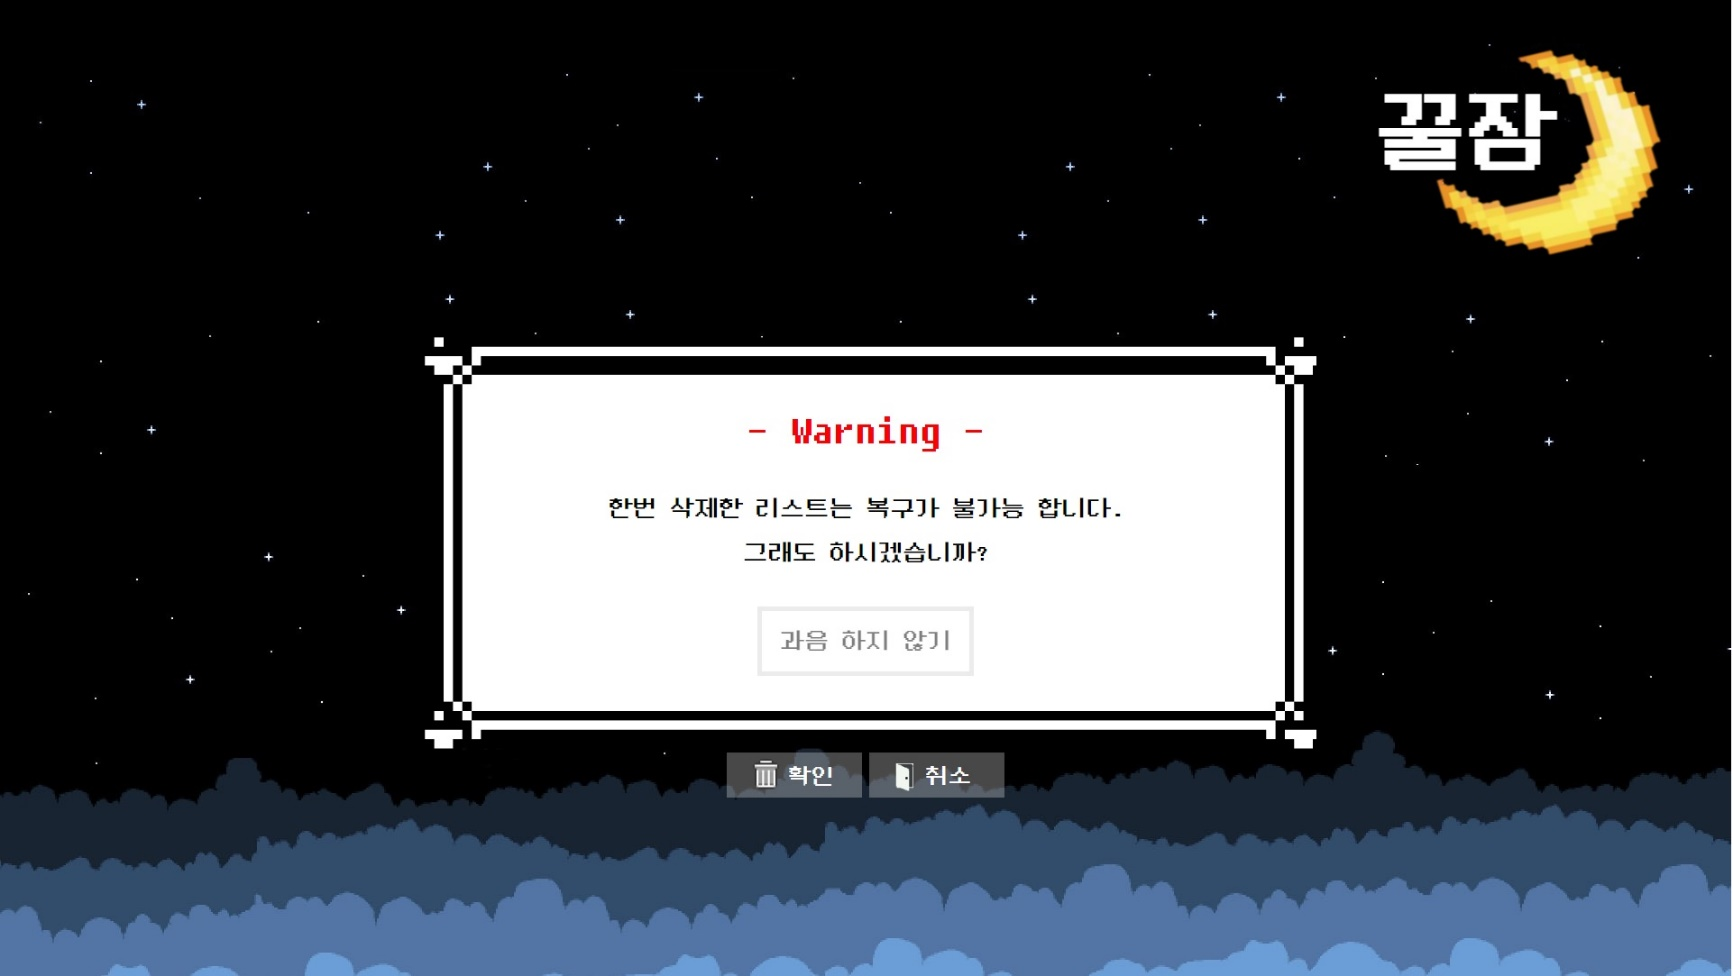 꿀잠
- Warning -
한번 삭제한 리스트는 복구가 불가능 합니다.
그래도 하시겠습니까?
과음 하지 않기
확인 취소